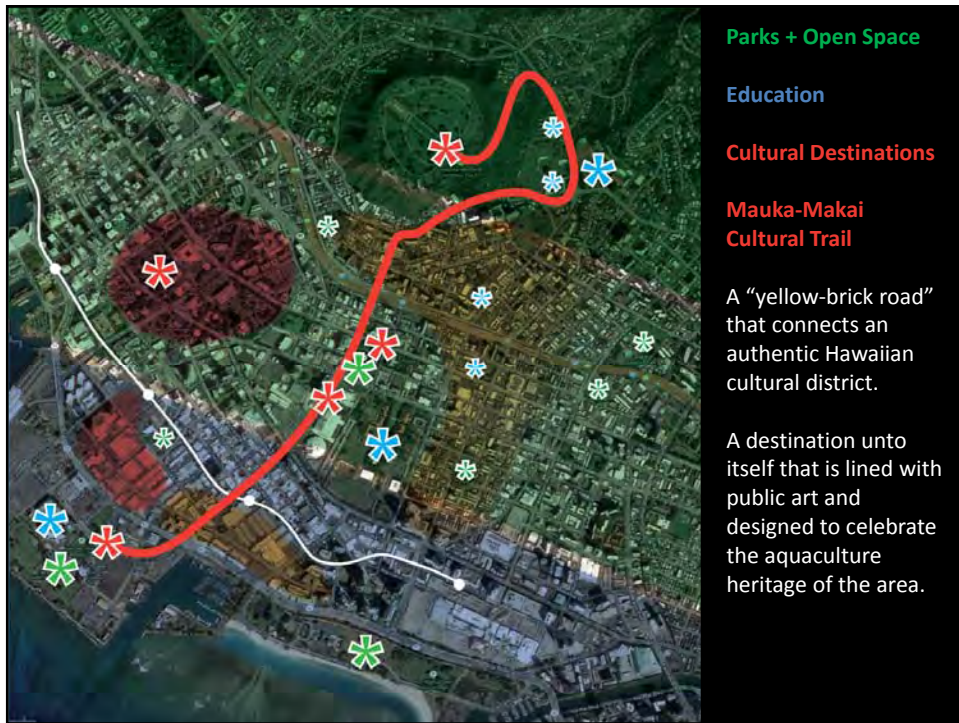 Parks + Open Space
Education
Cultural Destinations
Mauka-Makai
Cultural Trail
A “yellow-brick road”
that connects an
authentic Hawaiian
cultural district.
A destination unto
itself that is lined with
public art and
designed to celebrate
the aquaculture
heritage of the area.